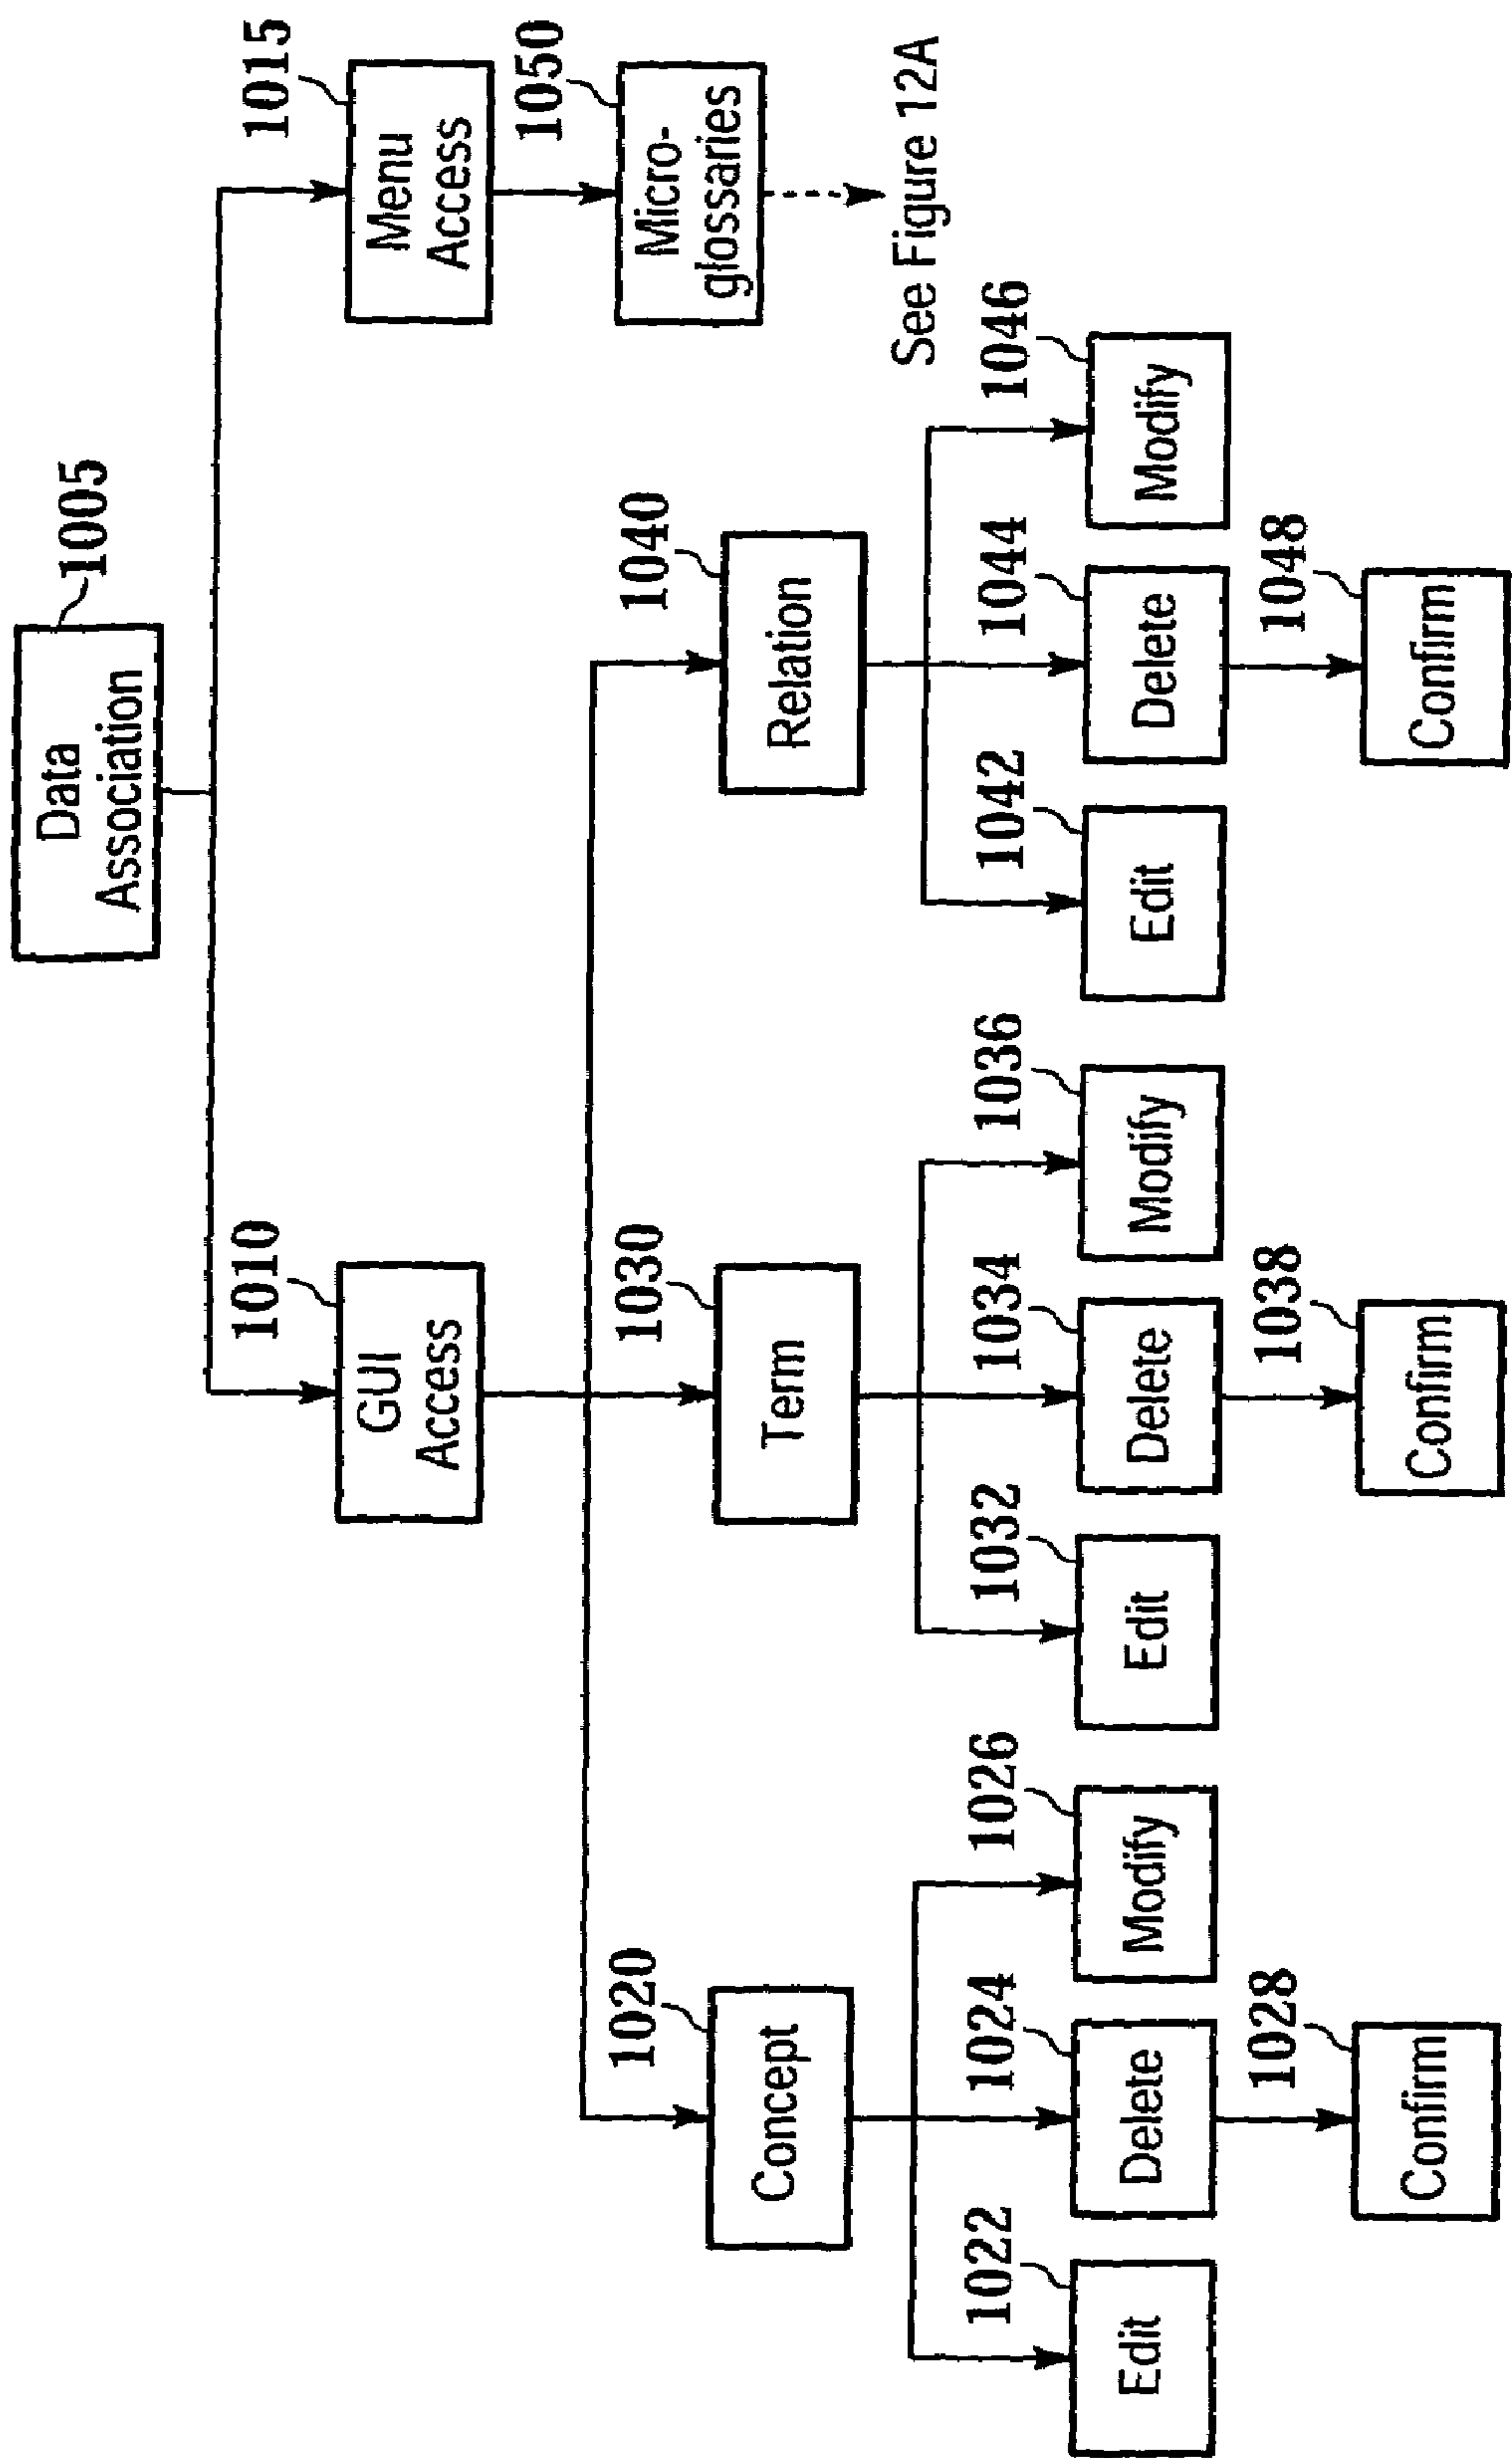 Data
Association
1005
GUI
Access
1010
Menu
Access
1015
Micro-
glossaries
1050
See Figure 12A
Concept
1020
Term
1030
Relation
1040
Edit
1022
Delete
1024
Modify
1026
Edit
1032
Delete
1034
Modify
1036
Edit
1042
Delete
1044
Modify
1046
Confirm
1028
Confirm
1038
Confirm
1048